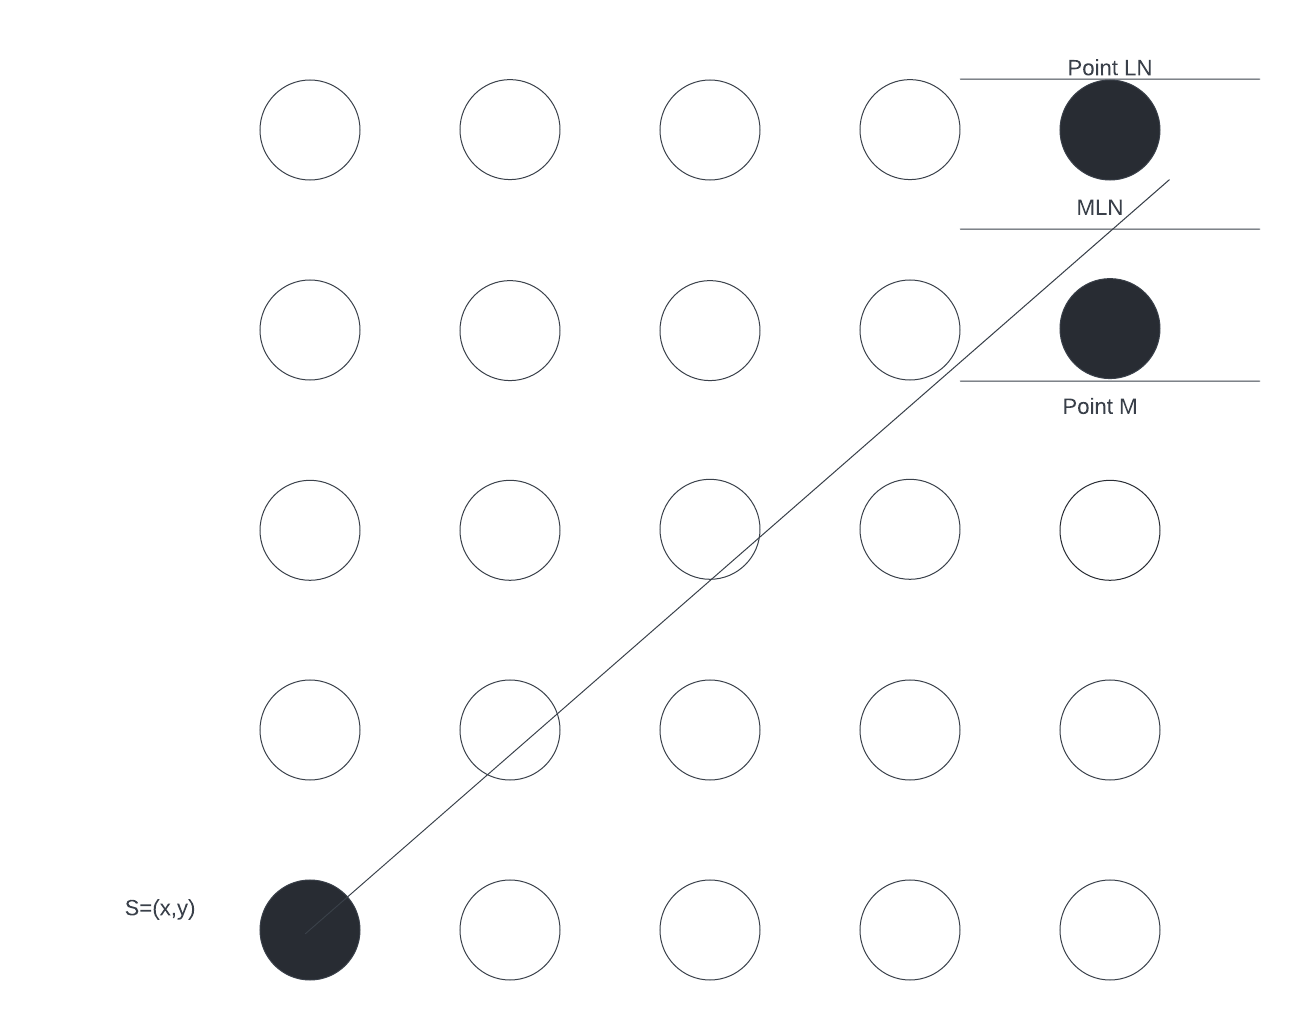 Point LN
MLN
Point M
S=(x,y)